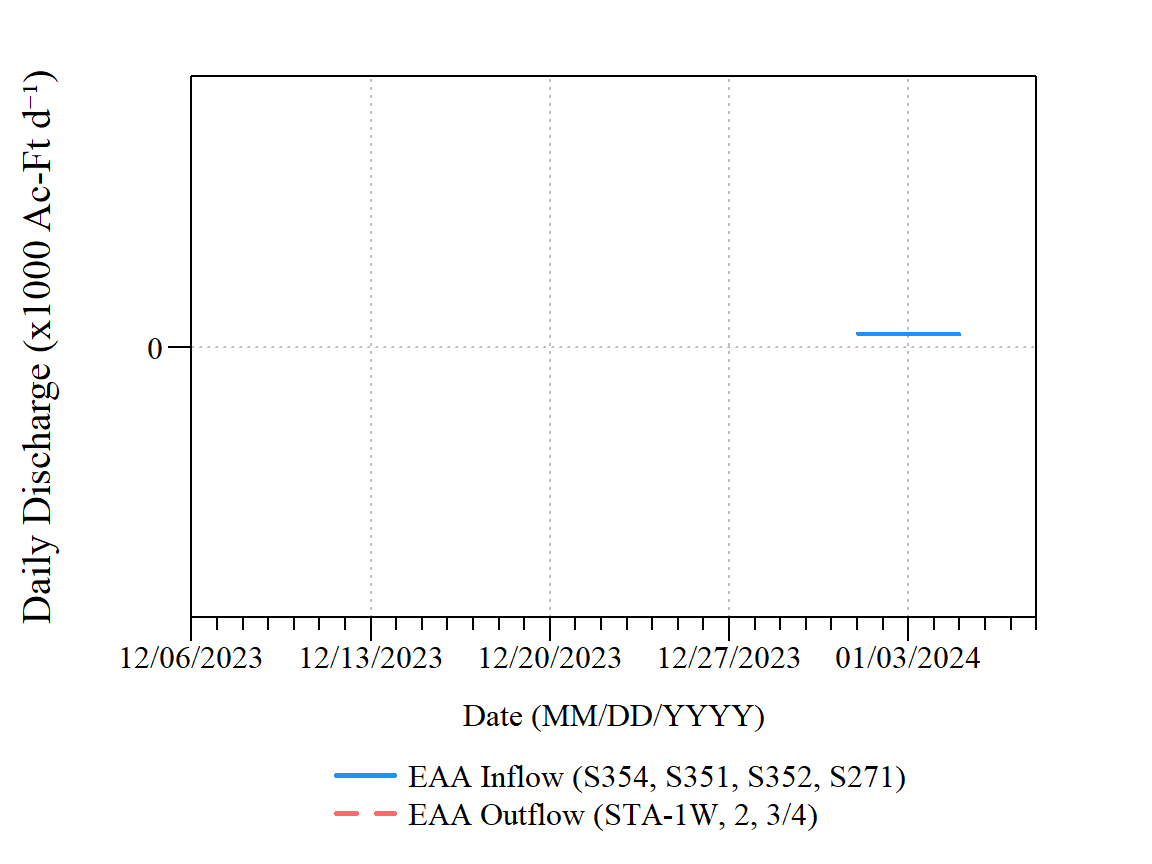 Daily Discharge (x1000 Ac-Ft d⁻¹)
0
12/06/2023 12/13/2023 12/20/2023 12/27/2023 01/03/2024
Date (MM/DD/YYYY)
EAA Inflow (S354, S351, S352, S271)
EAA Outflow (STA-1W, 2, 3/4)